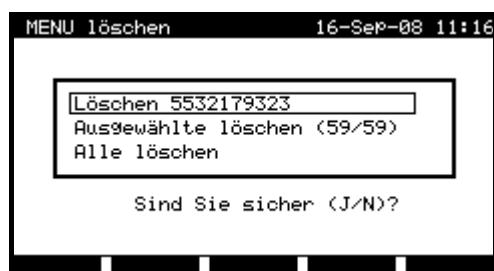 MENU löschen 16-Sep-08 11:16
Löschen 5532179323
Ausgewählte löschen (59/59)
Alle löschen
Sind Sie sicher (J/N)?